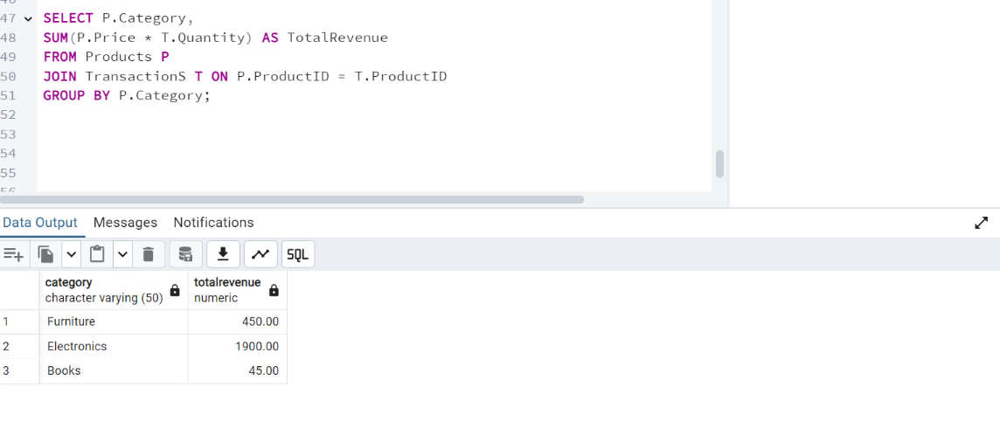 47 SELECT P.Category,
48 SUM(P.Price * T.Quantity) AS TotalRevenue
49 FROM Products P
50 JOIN TransactionS T ON P.ProductID = T.ProductID
51 GROUP BY P.Category;
52
53
54
55
Data Output Messages Notifications
SQL
category totalrevenue
character varying (50) numeric
1 Furniture 450.00
2 Electronics 1900.00
3 Books 45.00